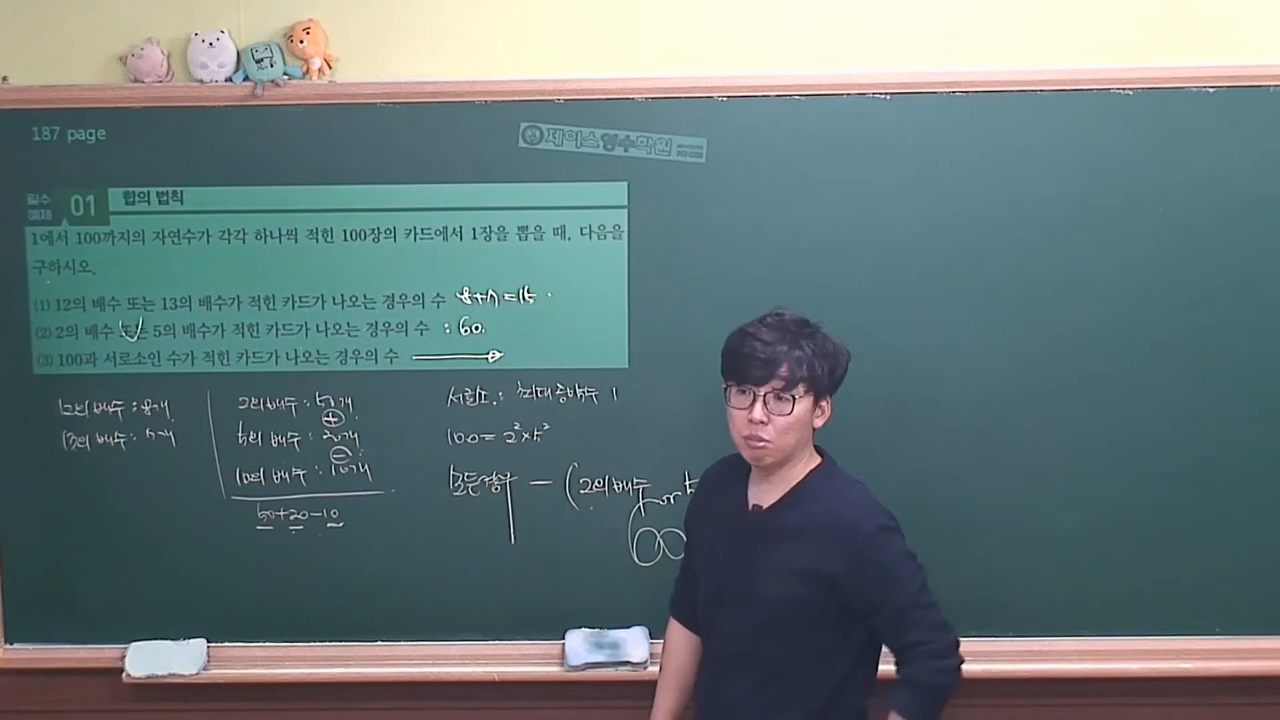 187 page
제이스영수학원
필수
예제
01
합의 법칙
1에서 100까지의 자연수가 각각 하나씩 적힌 100장의 카드에서 1장을 뽑을 때, 다음을
구하시오.
(1) 12의 배수 또는 13의 배수가 적힌 카드가 나오는 경우의 수 8+7=15
(2) 2의 배수 또는 5의 배수가 적힌 카드가 나오는 경우의 수 : 60
(3) 100과 서로소인 수가 적힌 카드가 나오는 경우의 수
12의 배수 : 8개
13의 배수 : 7개
2의 배수 : 50개
+
5의 배수 : 20개
-
10의 배수 : 10개
50+20-10
서로소 : 최대공약수 1
100 = 2²×5²
모든경우 - (2의 배수 or 5
60